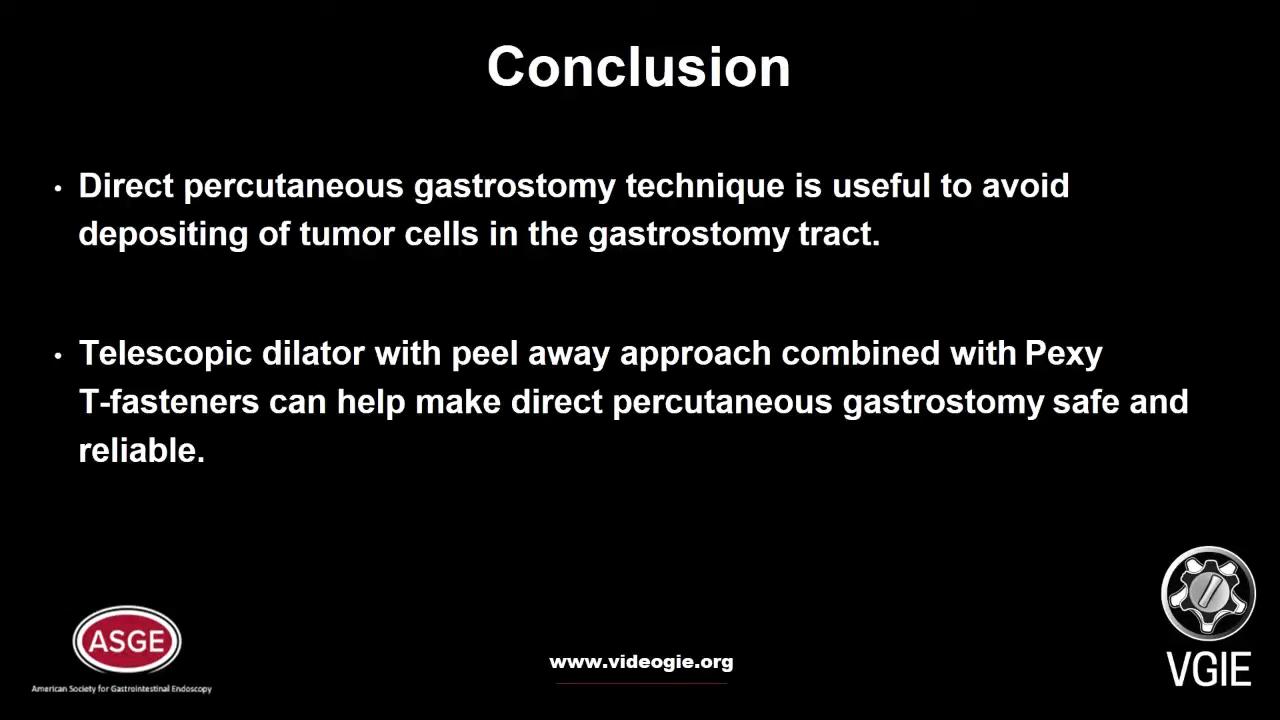 Conclusion
• Direct percutaneous gastrostomy technique is useful to avoid
depositing of tumor cells in the gastrostomy tract.
• Telescopic dilator with peel away approach combined with Pexy
T-fasteners can help make direct percutaneous gastrostomy safe and
reliable.
ASGE
American Society for Gastrointestinal Endoscopy
www.videogie.org
VGIE